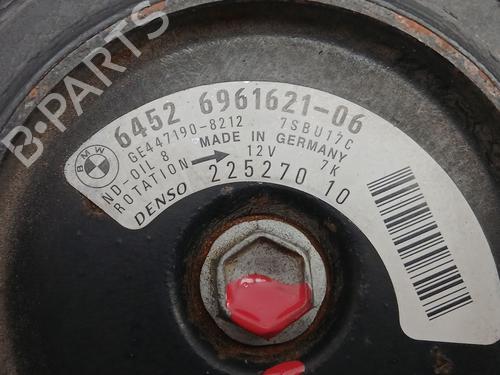 B-PARTS
BMW
6452 6961621-06
GE447190-8212 7SBU17C
ND-OIL 8 MADE IN GERMANY
ROTATION 12V 7K
DENSO 225270 10